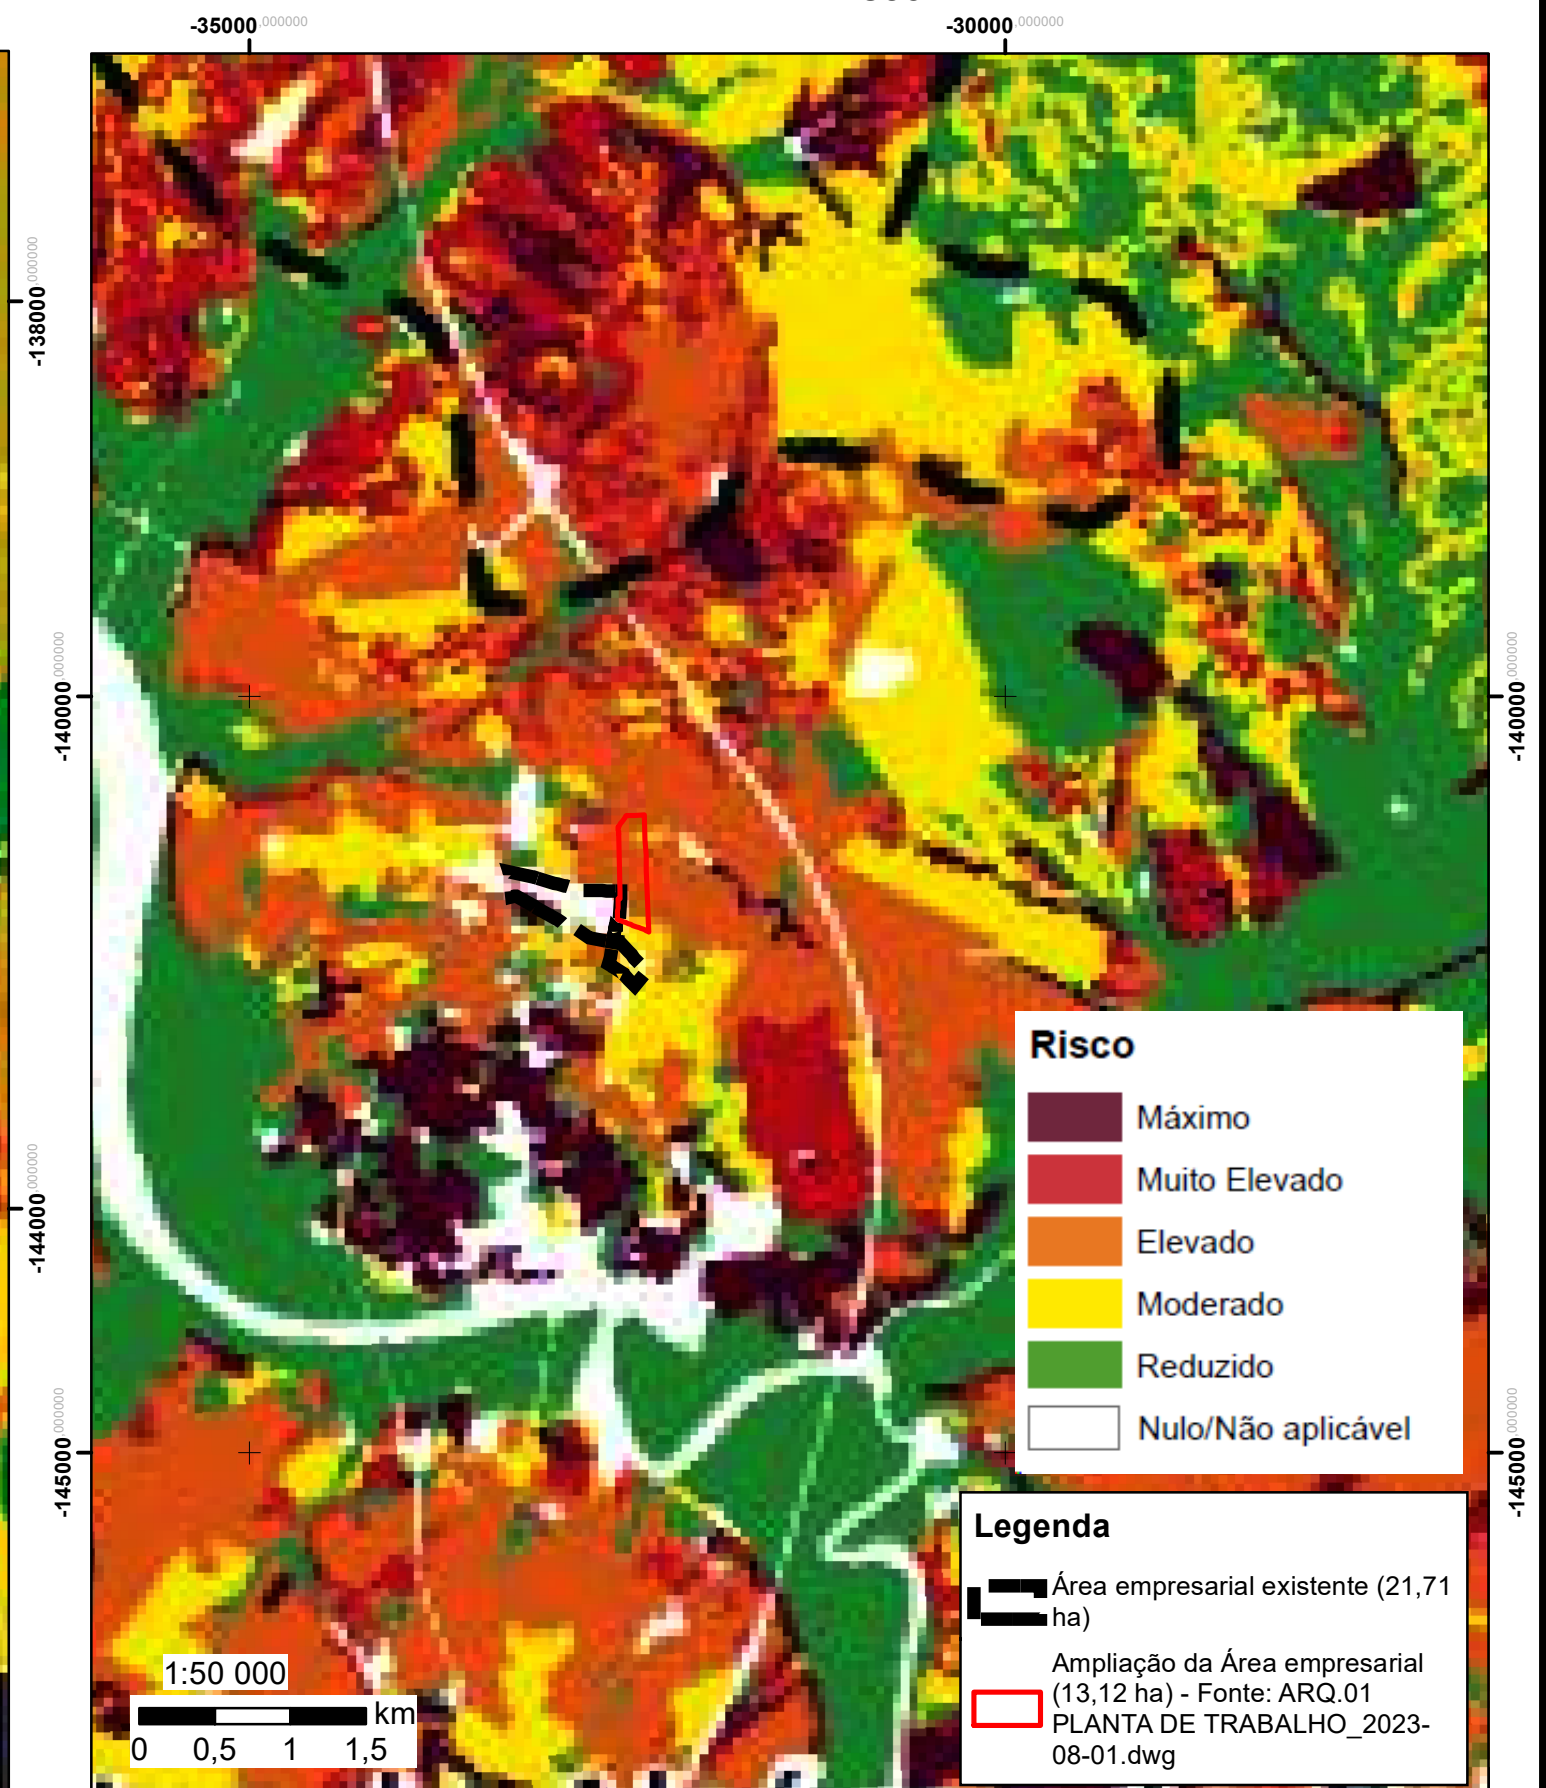 -35000,000000
-30000,000000
-138000,000000
-140000,000000
-140000,000000
-144000,000000
-145000,000000
-145000,000000
Risco
Máximo
Muito Elevado
Elevado
Moderado
Reduzido
Nulo/Não aplicável
Legenda
Área empresarial existente (21,71
ha)
Ampliação da Área empresarial
(13,12 ha) - Fonte: ARQ.01
PLANTA DE TRABALHO_2023-
08-01.dwg
1:50 000
km
0 0,5 1 1,5